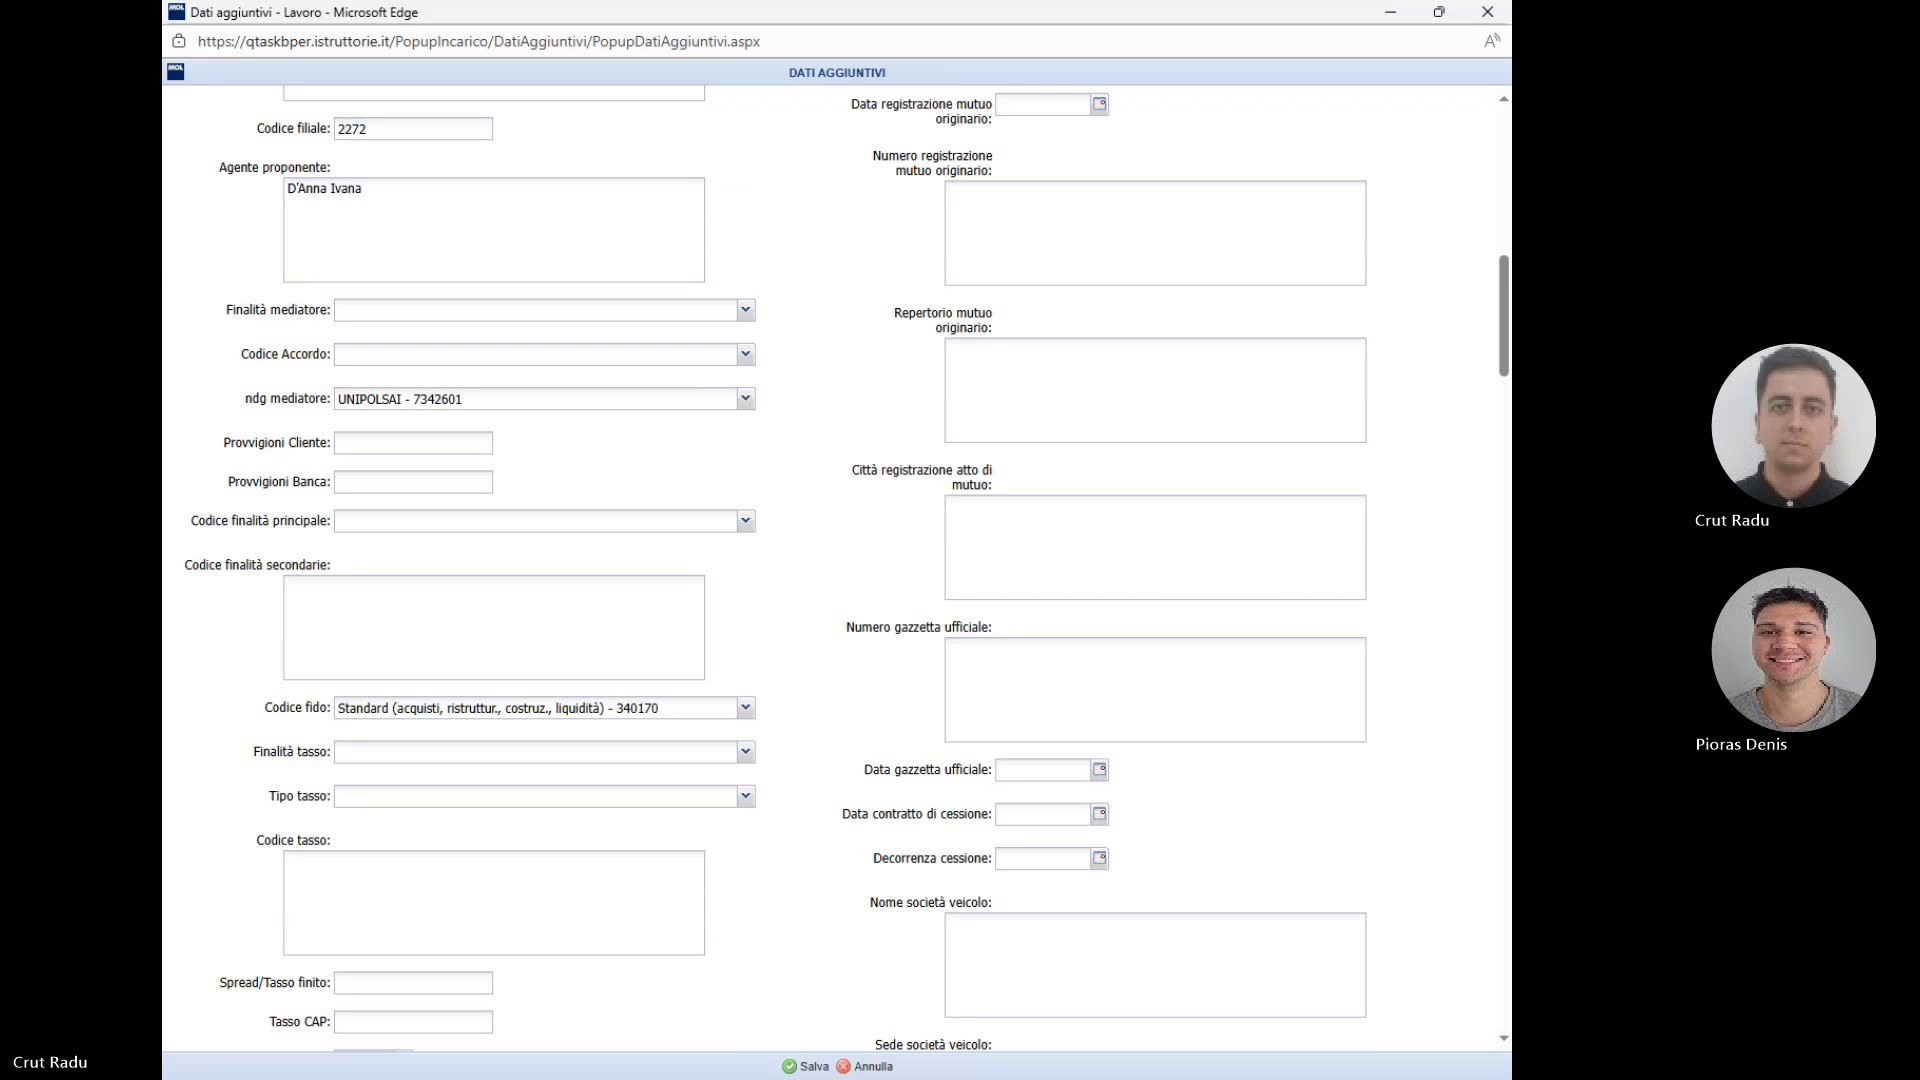 MOL
Dati aggiuntivi - Lavoro - Microsoft Edge
https://qtaskbper.istruttorie.it/PopupIncarico/DatiAggiuntivi/PopupDatiAggiuntivi.aspx
MOL
DATI AGGIUNTIVI
Codice filiale: 2272
Agente proponente:
D'Anna Ivana
Finalità mediatore:
Codice Accordo:
ndg mediatore: UNIPOLSAI - 7342601
Provvigioni Cliente:
Provvigioni Banca:
Codice finalità principale:
Codice finalità secondarie:
Codice fido: Standard (acquisti, ristruttur., costruz., liquidità) - 340170
Finalità tasso:
Tipo tasso:
Codice tasso:
Spread/Tasso finito:
Tasso CAP:
Data registrazione mutuo
originario:
Numero registrazione
mutuo originario:
Repertorio mutuo
originario:
Città registrazione atto di
mutuo:
Numero gazzetta ufficiale:
Data gazzetta ufficiale:
Data contratto di cessione:
Decorrenza cessione:
Nome società veicolo:
Sede società veicolo:
Salva Annulla
Crut Radu
Pioras Denis
Crut Radu